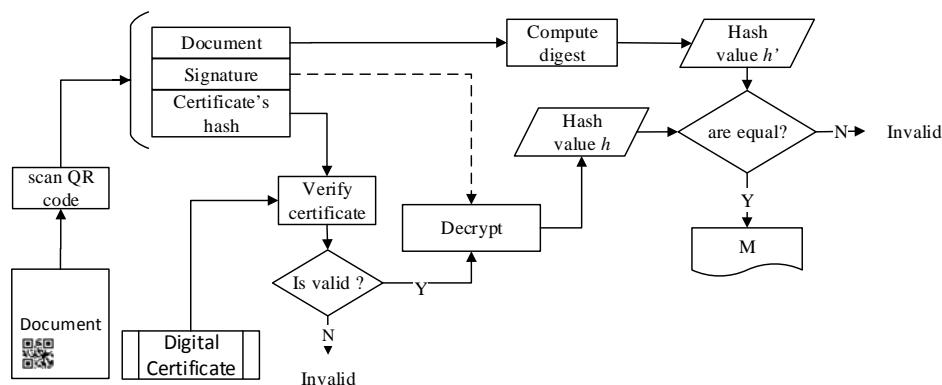 Document
Signature
Certificate's
hash
Compute
digest
Hash
value h'
Hash
value h
are equal?
N
Invalid
Y
M
scan QR
code
Verify
certificate
Decrypt
Is valid ?
Y
N
Invalid
Document
Digital
Certificate